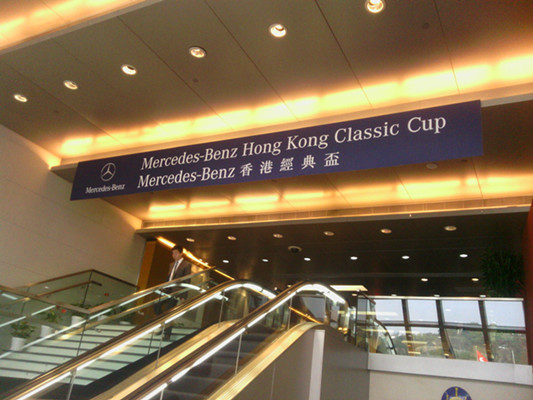 Mercedes-Benz Hong Kong Classic Cup
Mercedes-Benz 香港經典盃
Mercedes-Benz